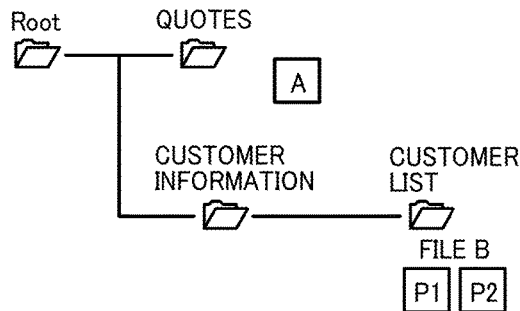 Root
QUOTES
A
CUSTOMER
INFORMATION
CUSTOMER
LIST
FILE B
P1 P2